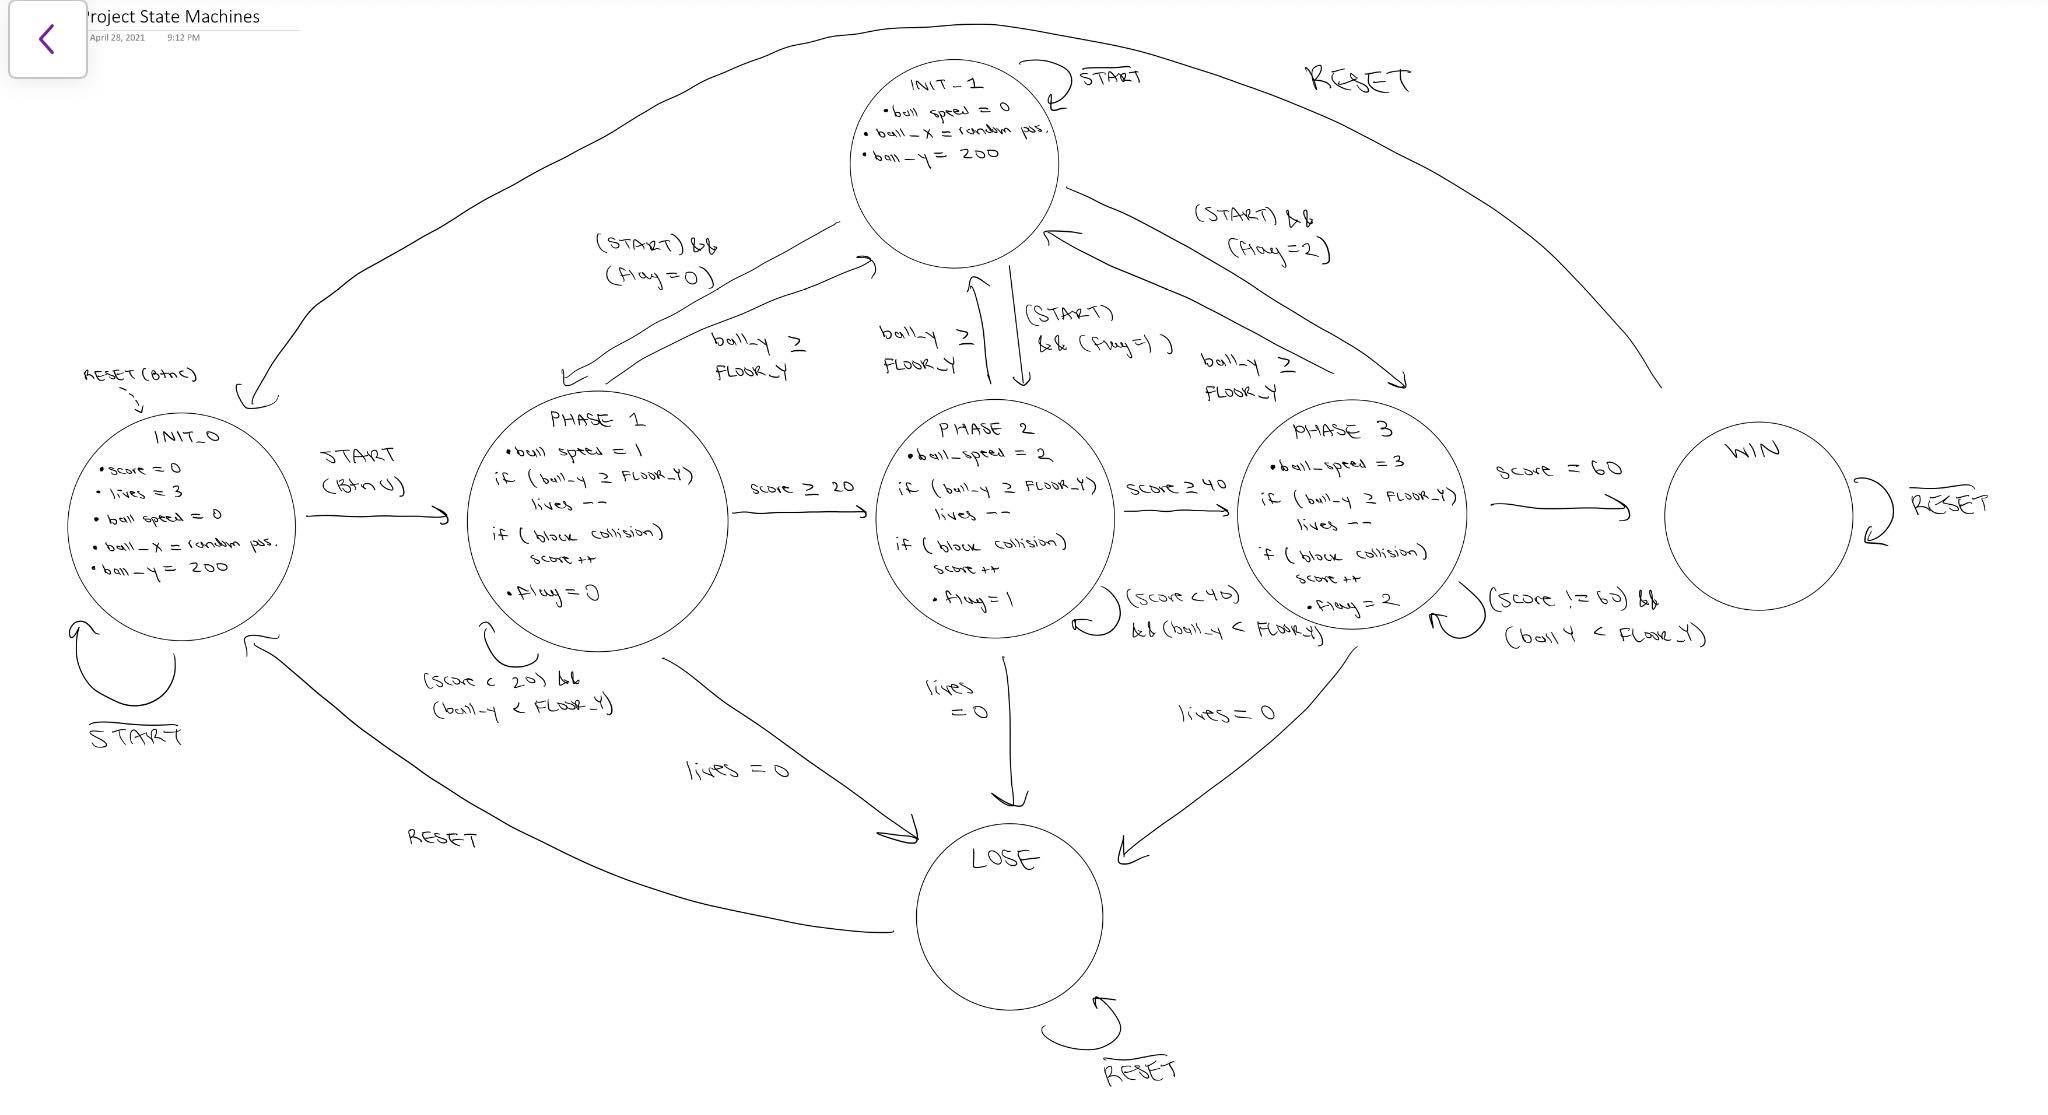 Project State Machines
April 28, 2021 9:12 PM
RESET
INIT_1
• ball speed = 0
• ball_x = random pos.
• ball_y = 200
START
(START) &&
(flag=0)
(START) &&
(flag=2)
ball_y ≥
FLOOR_Y
ball_y ≥
FLOOR_Y
(START)
&& (flag=1)
ball_y ≥
FLOOR_Y
RESET (BtnC)
INIT_0
• score = 0
• lives = 3
• ball speed = 0
• ball_x = random pos.
• ball_y = 200
START
START
(BtnU)
PHASE 1
• ball speed = 1
if (ball_y ≥ FLOOR_Y)
lives --
if (block collision)
score ++
• flag = 0
(score < 20) &&
(ball_y < FLOOR_Y)
score ≥ 20
PHASE 2
• ball_speed = 2
if (ball_y ≥ FLOOR_Y)
lives --
if (block collision)
score ++
• flag = 1
(score < 40)
&& (ball_y < FLOOR_Y)
score ≥ 40
PHASE 3
• ball_speed = 3
if (ball_y ≥ FLOOR_Y)
lives --
if (block collision)
score ++
• flag = 2
(score != 60) &&
(ball Y < FLOOR_Y)
score = 60
WIN
RESET
lives = 0
lives
= 0
lives = 0
RESET
LOSE
RESET